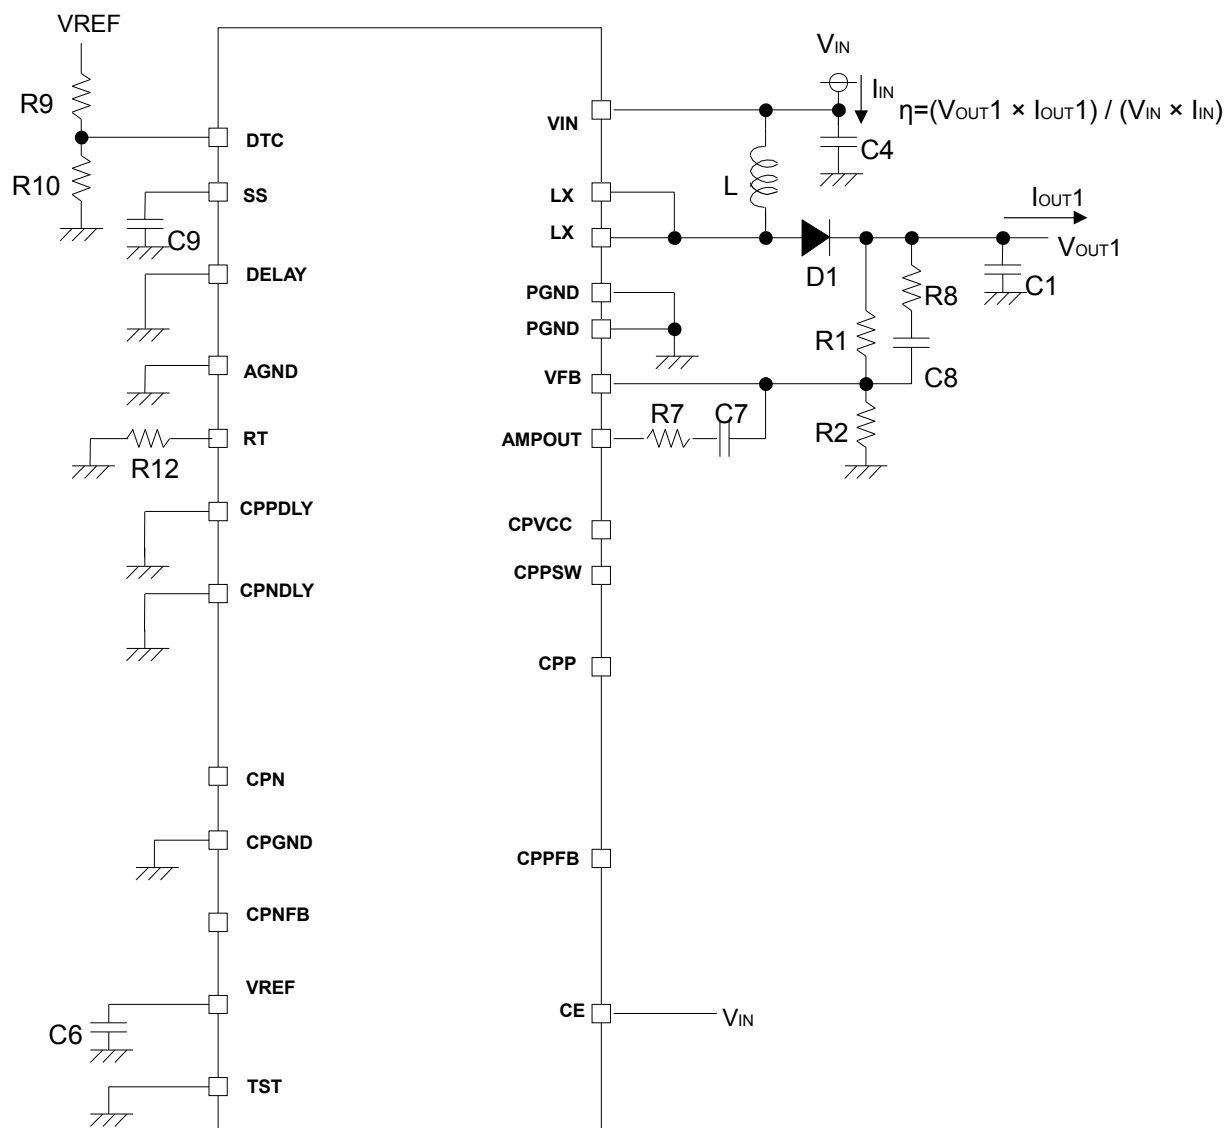 VREF
R9
R10
DTC
SS
C9
DELAY
AGND
RT
R12
CPPDLY
CPNDLY
CPN
CPGND
CPNFB
VREF
C6
TST
VIN
LX
LX
PGND
PGND
VFB
AMPOUT
CPVCC
CPPSW
CPP
CPPFB
CE
VIN
VIN
IIN
η=(VOUT1 × IOUT1) / (VIN × IIN)
C4
L
IOUT1
VOUT1
D1
C1
R8
R1
C8
R7
C7
R2